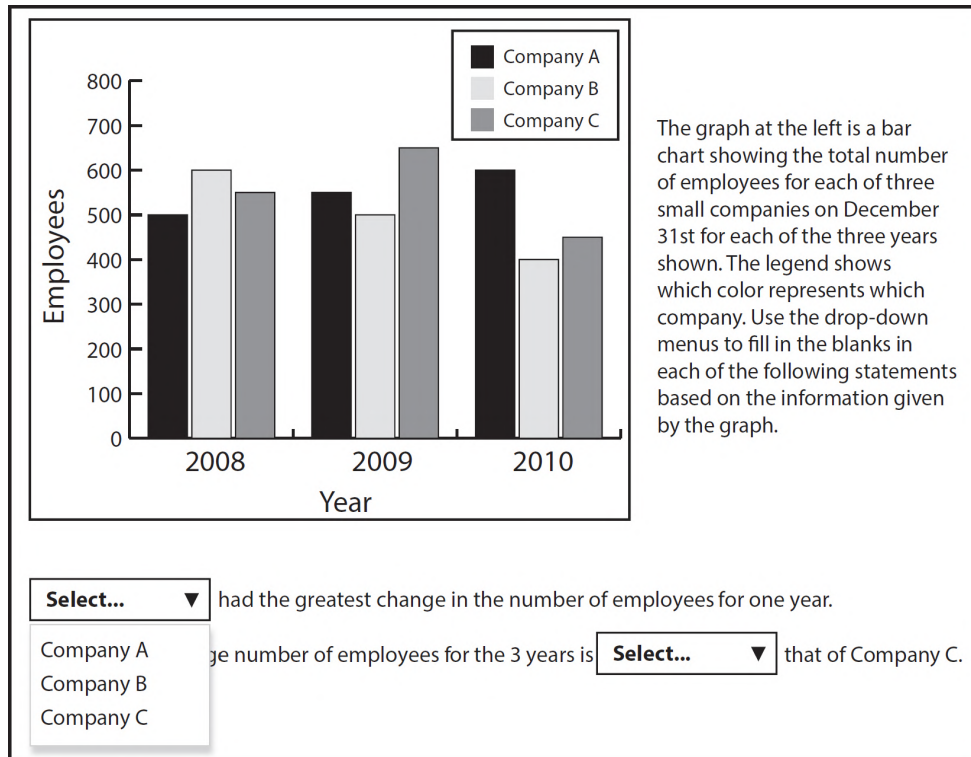 Company A
Company B
Company C
800
700
600
500
400
300
200
100
0
Employees
2008 2009 2010
Year
The graph at the left is a bar
chart showing the total number
of employees for each of three
small companies on December
31st for each of the three years
shown. The legend shows
which color represents which
company. Use the drop-down
menus to fill in the blanks in
each of the following statements
based on the information given
by the graph.
Select... ▼ had the greatest change in the number of employees for one year.
Company A
Company B
Company C
ge number of employees for the 3 years is Select... ▼ that of Company C.